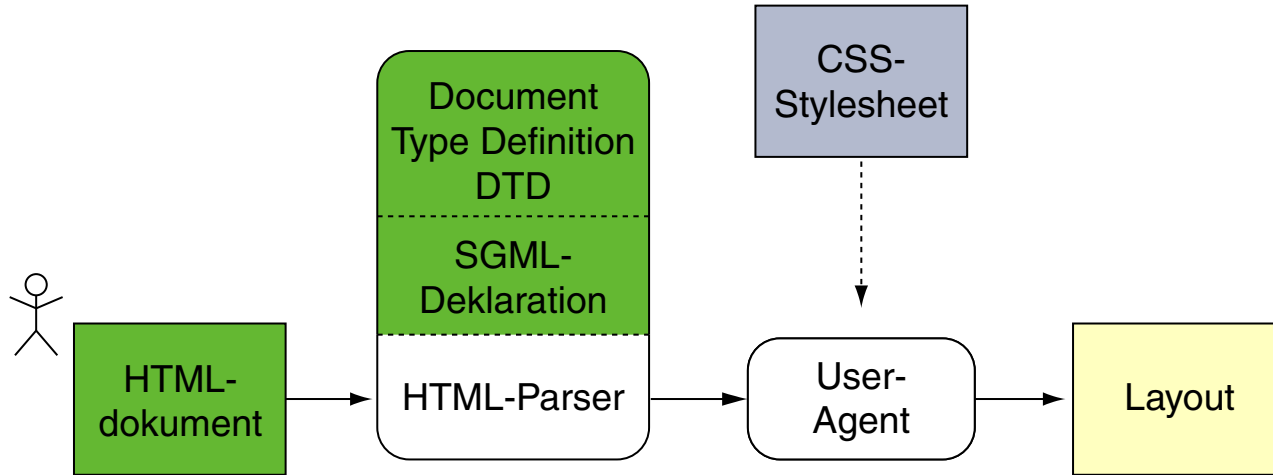 Document
Type Definition
DTD
SGML-
Deklaration
HTML-Parser
CSS-
Stylesheet
HTML-
dokument
User-
Agent
Layout